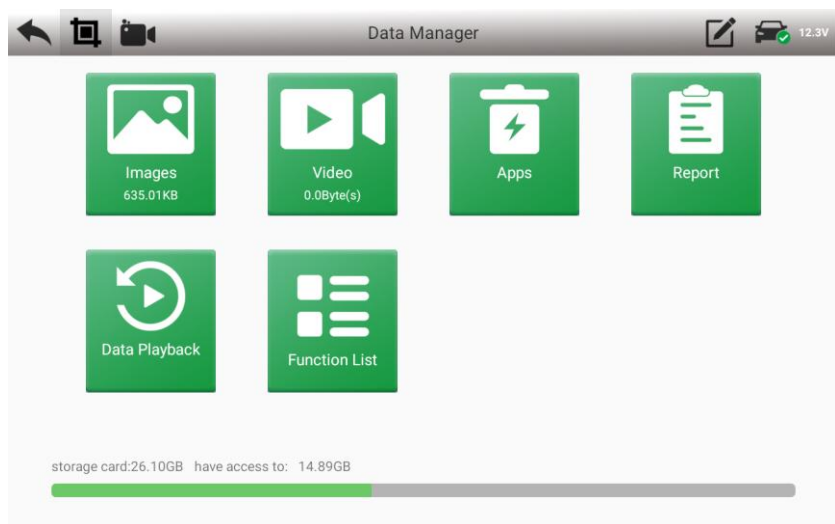 Data Manager
12.3V
Images
635.01KB
Video
0.0Byte(s)
Apps
Report
Data Playback
Function List
storage card:26.10GB have access to: 14.89GB